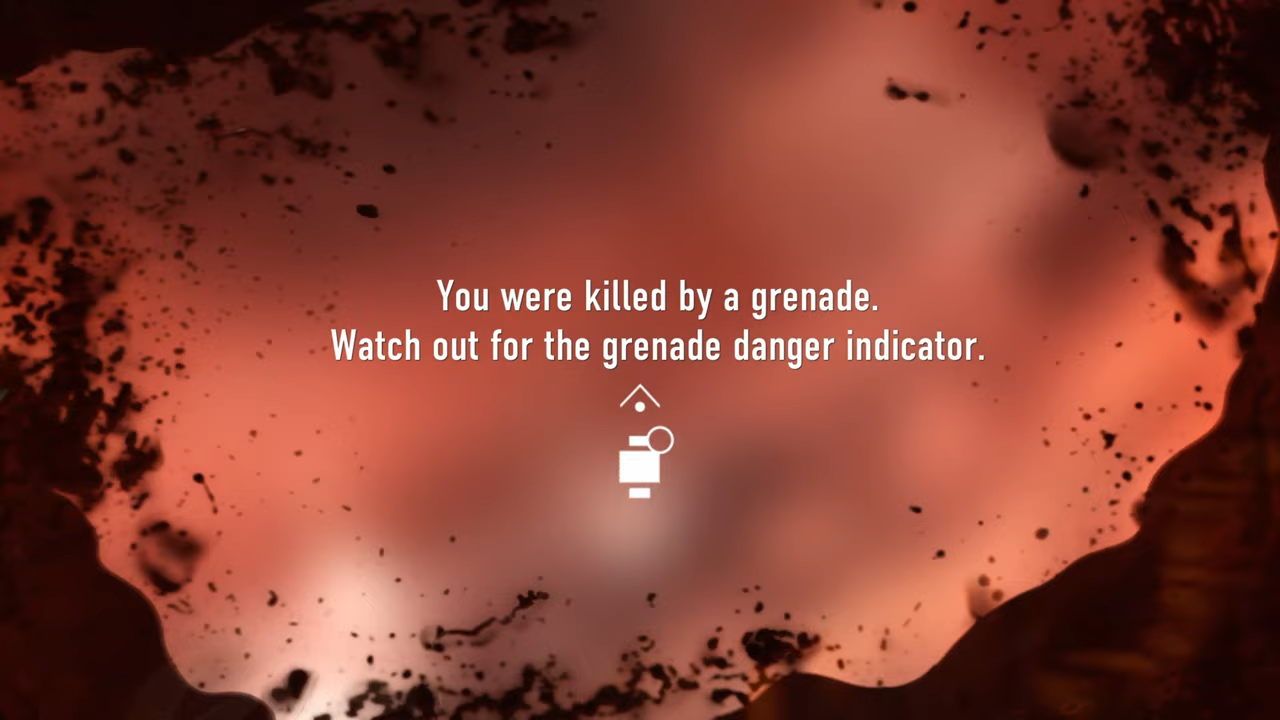 You were killed by a grenade.
Watch out for the grenade danger indicator.